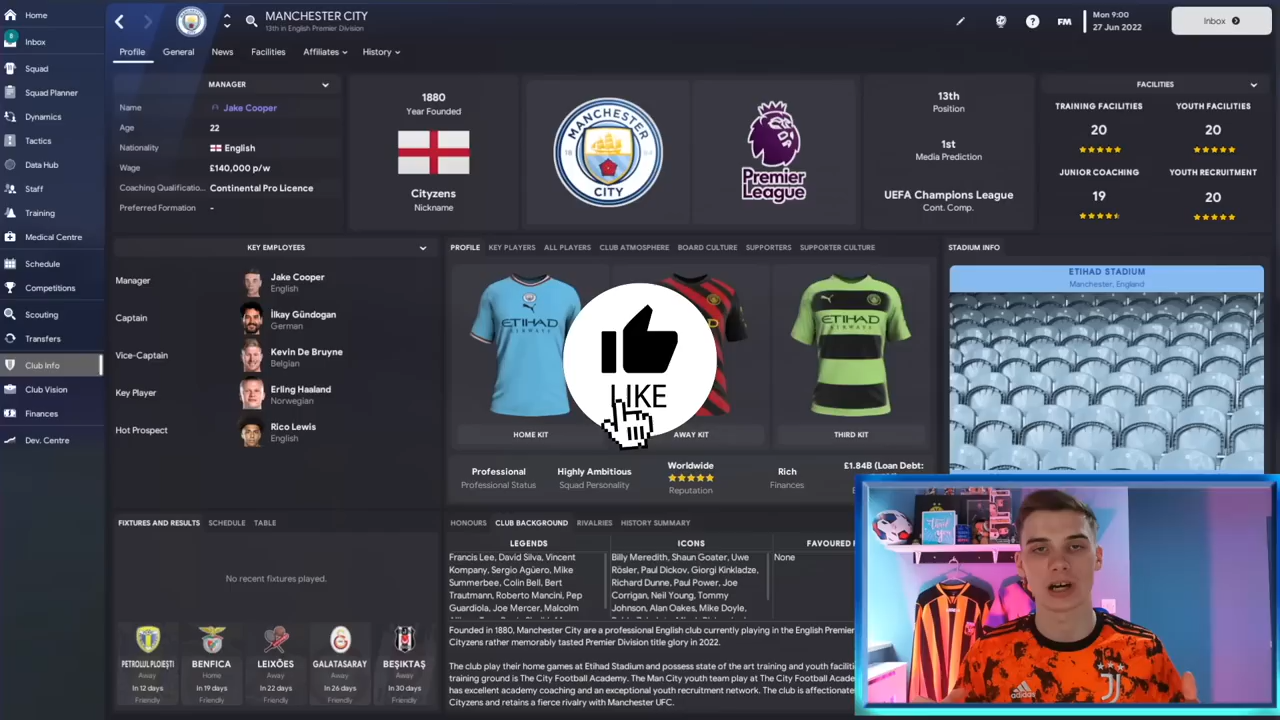 Home
Inbox
Squad
Squad Planner
Dynamics
Tactics
Data Hub
Staff
Training
Medical Centre
Schedule
Competitions
Scouting
Transfers
Club Info
Club Vision
Finances
Dev. Centre
MANCHESTER CITY
13th in English Premier Division
FM
Mon 9:00
27 Jun 2022
Inbox
Profile General News Facilities Affiliates History
MANAGER
Name Jake Cooper
Age 22
Nationality English
Wage £140,000 p/w
Coaching Qualificatio... Continental Pro Licence
Preferred Formation -
1880
Year Founded
Cityzens
Nickname
MANCHESTER
18 94
CITY
Premier
League
13th
Position
1st
Media Prediction
UEFA Champions League
Cont. Comp.
FACILITIES
TRAINING FACILITIES YOUTH FACILITIES
20 20
JUNIOR COACHING YOUTH RECRUITMENT
19 20
KEY EMPLOYEES
Manager Jake Cooper
English
Captain İlkay Gündogan
German
Vice-Captain Kevin De Bruyne
Belgian
Key Player Erling Haaland
Norwegian
Hot Prospect Rico Lewis
English
PROFILE KEY PLAYERS ALL PLAYERS CLUB ATMOSPHERE BOARD CULTURE SUPPORTERS SUPPORTER CULTURE
ETIHAD
AIRWAYS
ETIHAD
AIRWAYS
LIKE
HOME KIT AWAY KIT THIRD KIT
Professional
Professional Status
Highly Ambitious
Squad Personality
Worldwide
Reputation
Rich
Finances
£1.84B (Loan Debt:
STADIUM INFO
ETIHAD STADIUM
Manchester, England
FIXTURES AND RESULTS SCHEDULE TABLE
No recent fixtures played.
PETROLUL PLOIEȘTI
Away
In 12 days
Friendly
BENFICA
Home
In 19 days
Friendly
LEIXÕES
Away
In 22 days
Friendly
GALATASARAY
Away
In 26 days
Friendly
BEŞIKTAŞ
Away
In 30 days
Friendly
HONOURS CLUB BACKGROUND RIVALRIES HISTORY SUMMARY
LEGENDS
Francis Lee, David Silva, Vincent
Kompany, Sergio Agüero, Mike
Summerbee, Colin Bell, Bert
Trautmann, Roberto Mancini, Pep
Guardiola, Joe Mercer, Malcolm
ICONS
Billy Meredith, Shaun Goater, Uwe
Rösler, Paul Dickov, Giorgi Kinkladze,
Richard Dunne, Paul Power, Joe
Corrigan, Neil Young, Tommy
Johnson, Alan Oakes, Mike Doyle,
FAVOURED
None
Founded in 1880, Manchester City are a professional English club currently playing in the English Premier
Cityzens rather memorably tasted Premier Division title glory in 2022.
The club play their home games at Etihad Stadium and possess state of the art training and youth facili
training ground is The City Football Academy. The Man City youth team play at The City Football Acade
has excellent academy coaching and an exceptional youth recruitment network. The club is affectionate
Cityzens and retains a fierce rivalry with Manchester UFC.
adidas